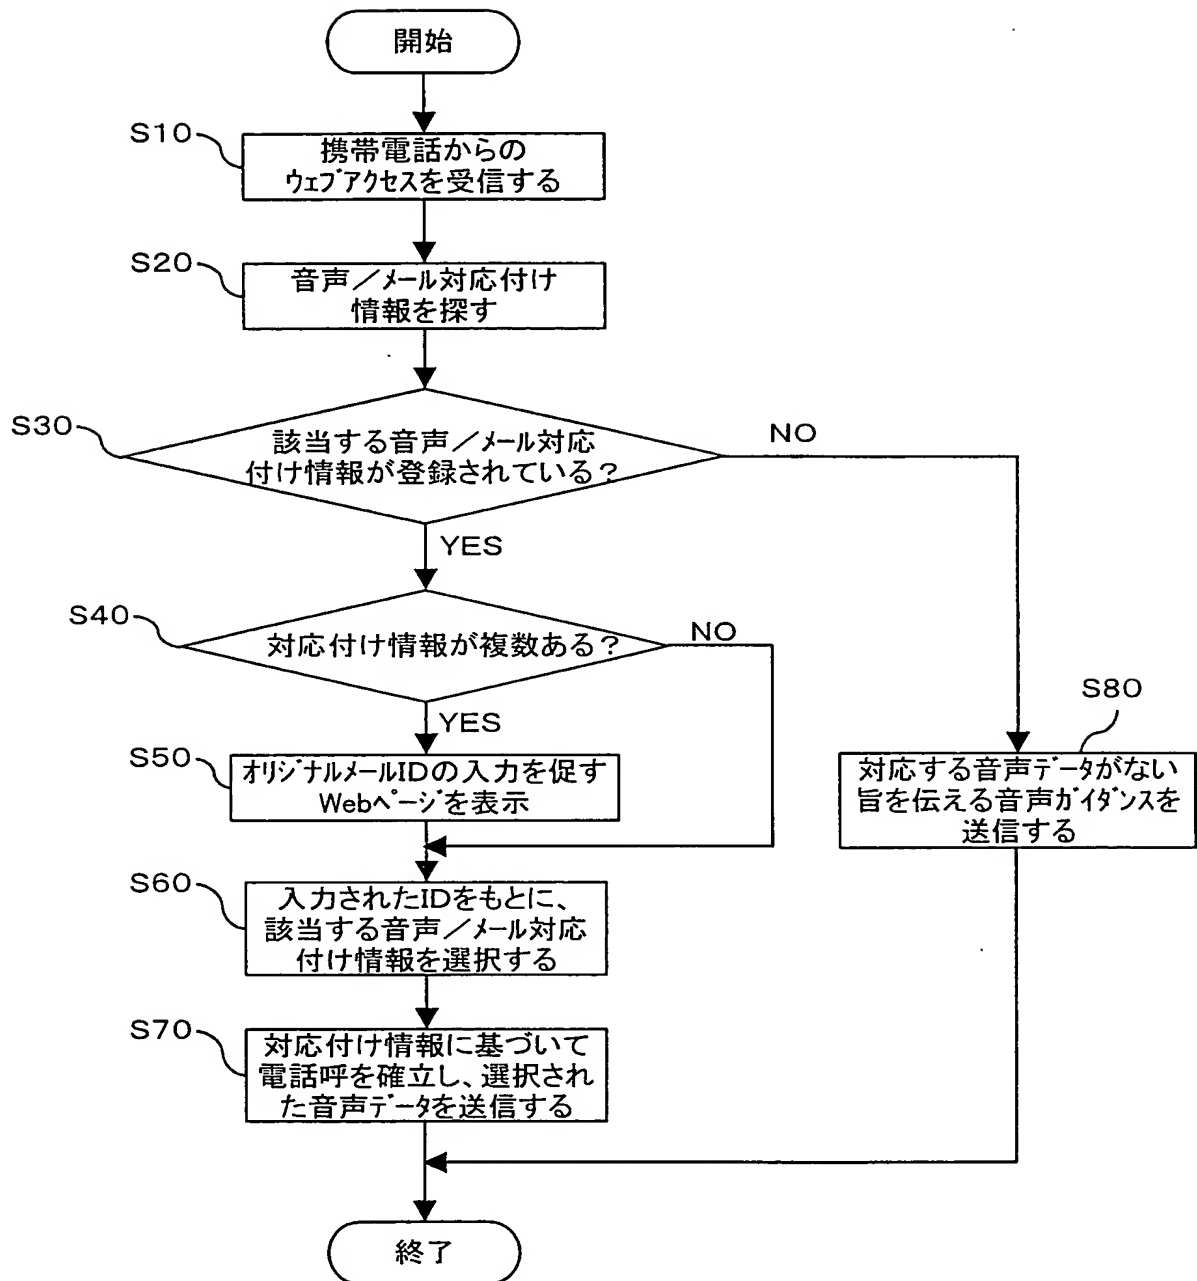 開始
S10
携帯電話からの
ウェブアクセスを受信する
S20
音声／メール対応付け
情報を探す
S30
該当する音声／メール対応
付け情報が登録されている？
NO
YES
S40
対応付け情報が複数ある？
NO
YES
S50
オリジナルメールIDの入力を促す
Webページを表示
S80
対応する音声データがない
旨を伝える音声ガイダンスを
送信する
S60
入力されたIDをもとに、
該当する音声／メール対応
付け情報を選択する
S70
対応付け情報に基づいて
電話呼を確立し、選択され
た音声データを送信する
終了